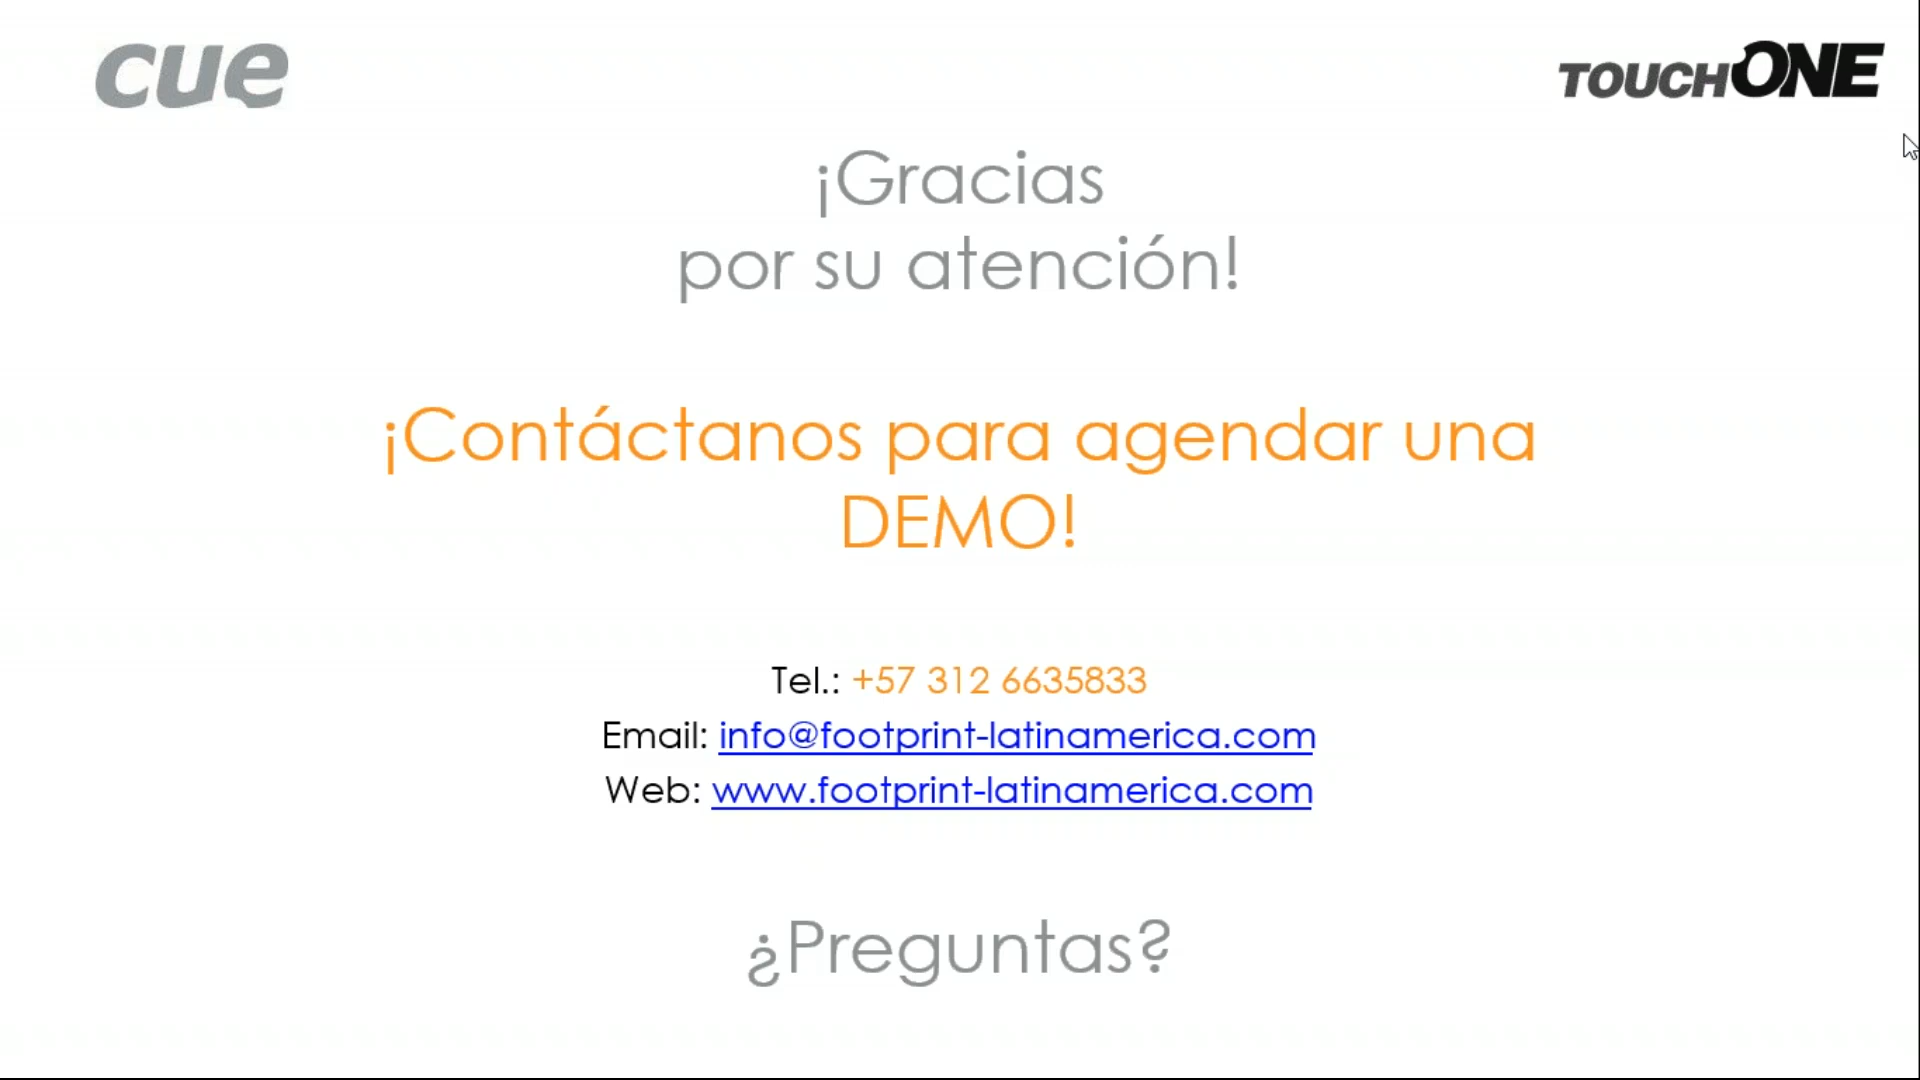 cue
TOUCHONE
¡Gracias
por su atención!
¡Contáctanos para agendar una
DEMO!
Tel.: +57 312 6635833
Email: info@footprint-latinamerica.com
Web: www.footprint-latinamerica.com
¿Preguntas?